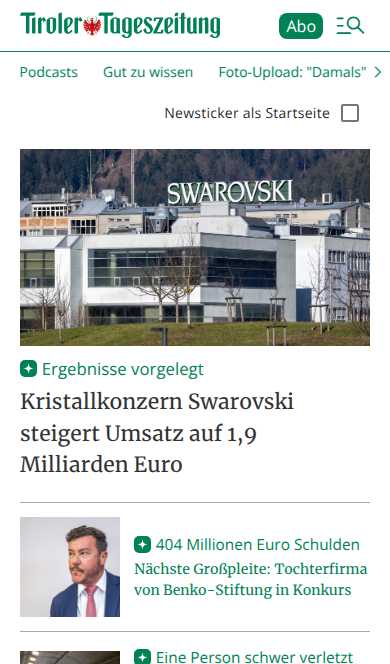 Tiroler Tageszeitung
Abo
Podcasts Gut zu wissen Foto-Upload: "Damals"
Newsticker als Startseite
SWAROVSKI
Ergebnisse vorgelegt
Kristallkonzern Swarovski
steigert Umsatz auf 1,9
Milliarden Euro
404 Millionen Euro Schulden
Nächste Großpleite: Tochterfirma
von Benko-Stiftung in Konkurs
Eine Person schwer verletzt